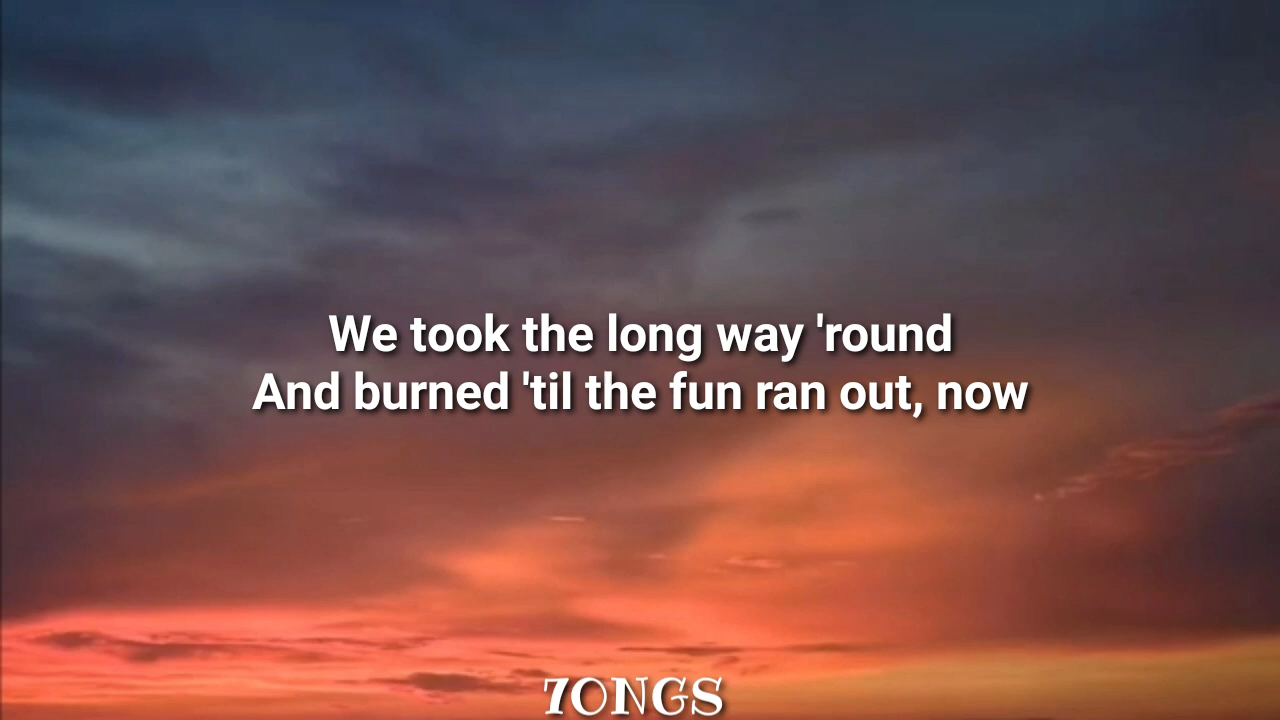 We took the long way 'round
And burned 'til the fun ran out, now
7ONGS